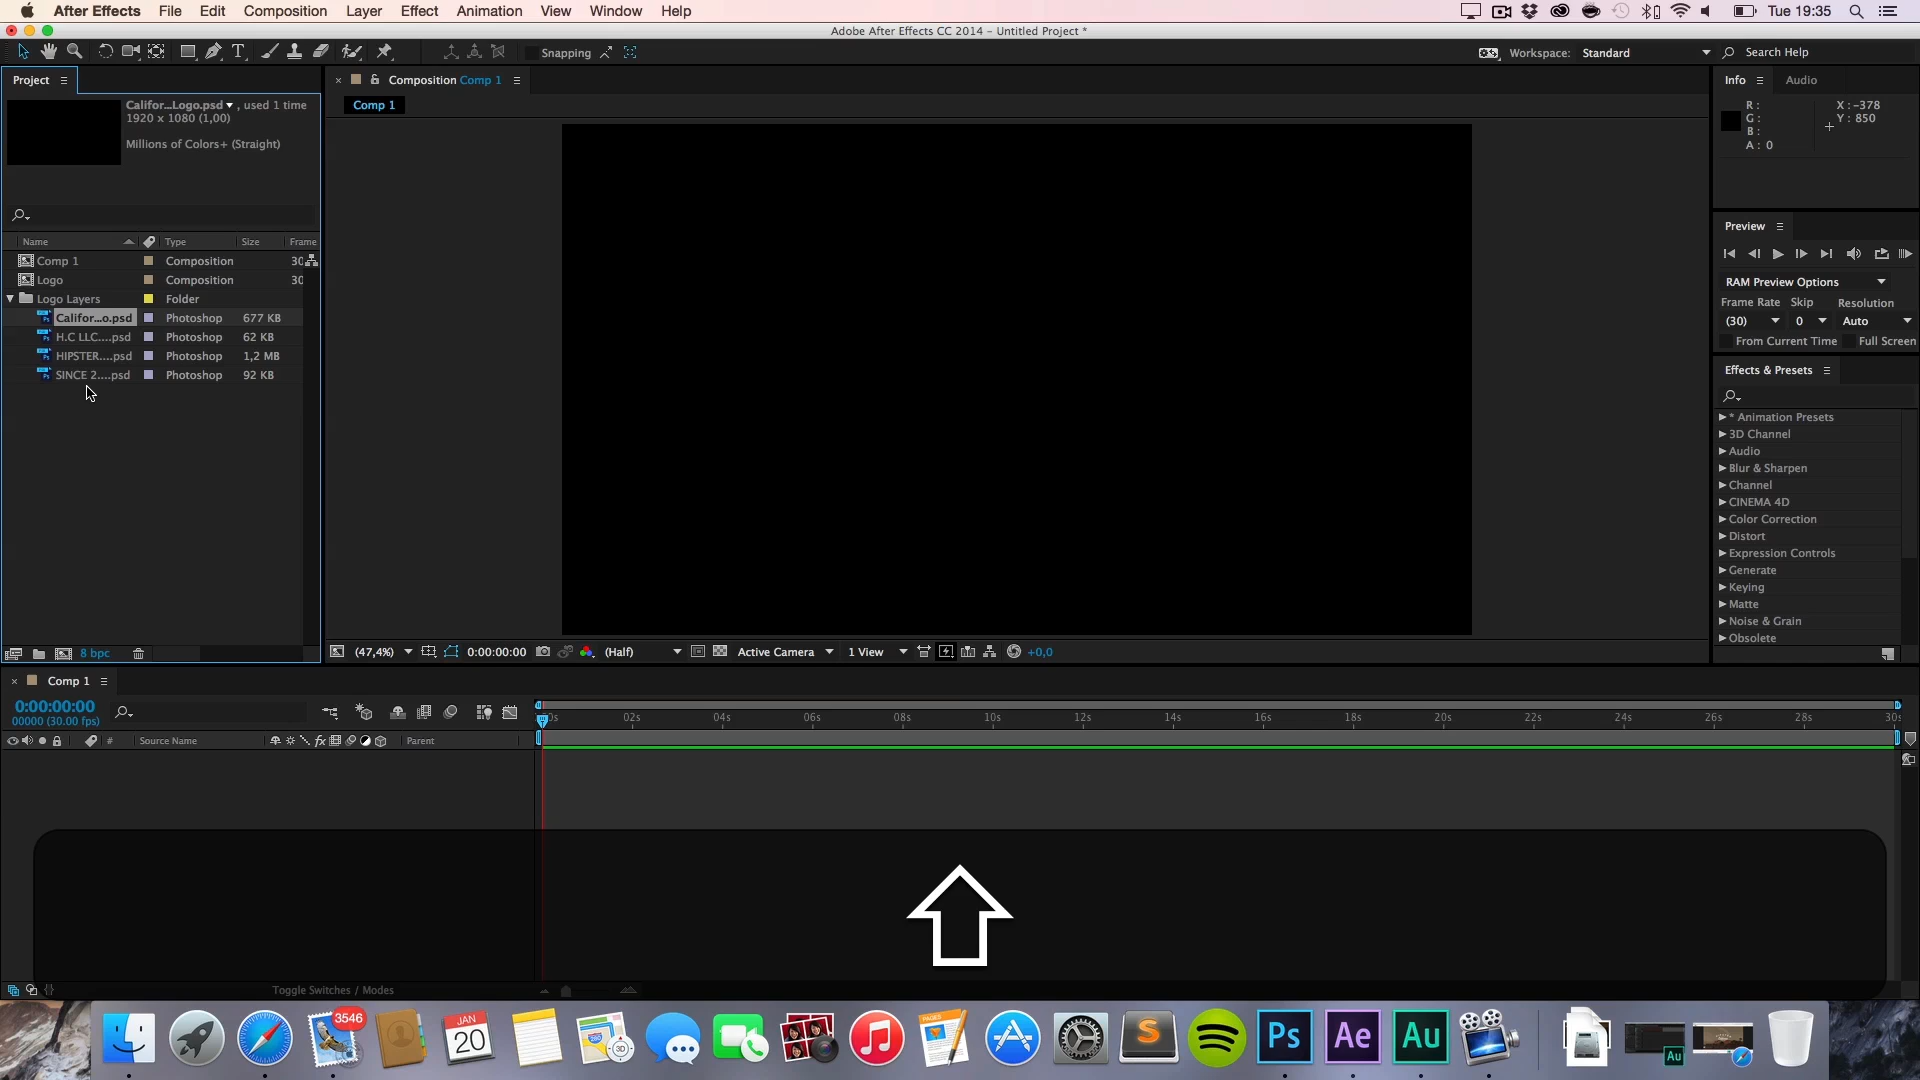 After Effects File Edit Composition Layer Effect Animation View Window Help Tue 19:35
Adobe After Effects CC 2014 – Untitled Project *
Snapping Workspace: Standard Search Help
Project
Califor...Logo.psd ▾ , used 1 time
1920 x 1080 (1,00)
Millions of Colors+ (Straight)
Name Type Size Frame
Comp 1 Composition 30
Logo Composition 30
Logo Layers Folder
Califor...o.psd Photoshop 677 KB
H.C LLC....psd Photoshop 62 KB
HIPSTER....psd Photoshop 1,2 MB
SINCE 2....psd Photoshop 92 KB
8 bpc
Composition Comp 1
Comp 1
(47,4%) 0:00:00:00 (Half) Active Camera 1 View +0,0
Info Audio
R : X : -378
G : Y : 850
B :
A : 0
Preview
RAM Preview Options
Frame Rate Skip Resolution
(30) 0 Auto
From Current Time Full Screen
Effects & Presets
* Animation Presets
3D Channel
Audio
Blur & Sharpen
Channel
CINEMA 4D
Color Correction
Distort
Expression Controls
Generate
Keying
Matte
Noise & Grain
Obsolete
Comp 1
0:00:00:00
00000 (30.00 fps)
02s 04s 06s 08s 10s 12s 14s 16s 18s 20s 22s 24s 26s 28s 30s
# Source Name fx Parent
Toggle Switches / Modes
3546
JAN
20
PAGES
280
3D
S
Ps Ae Au
Au